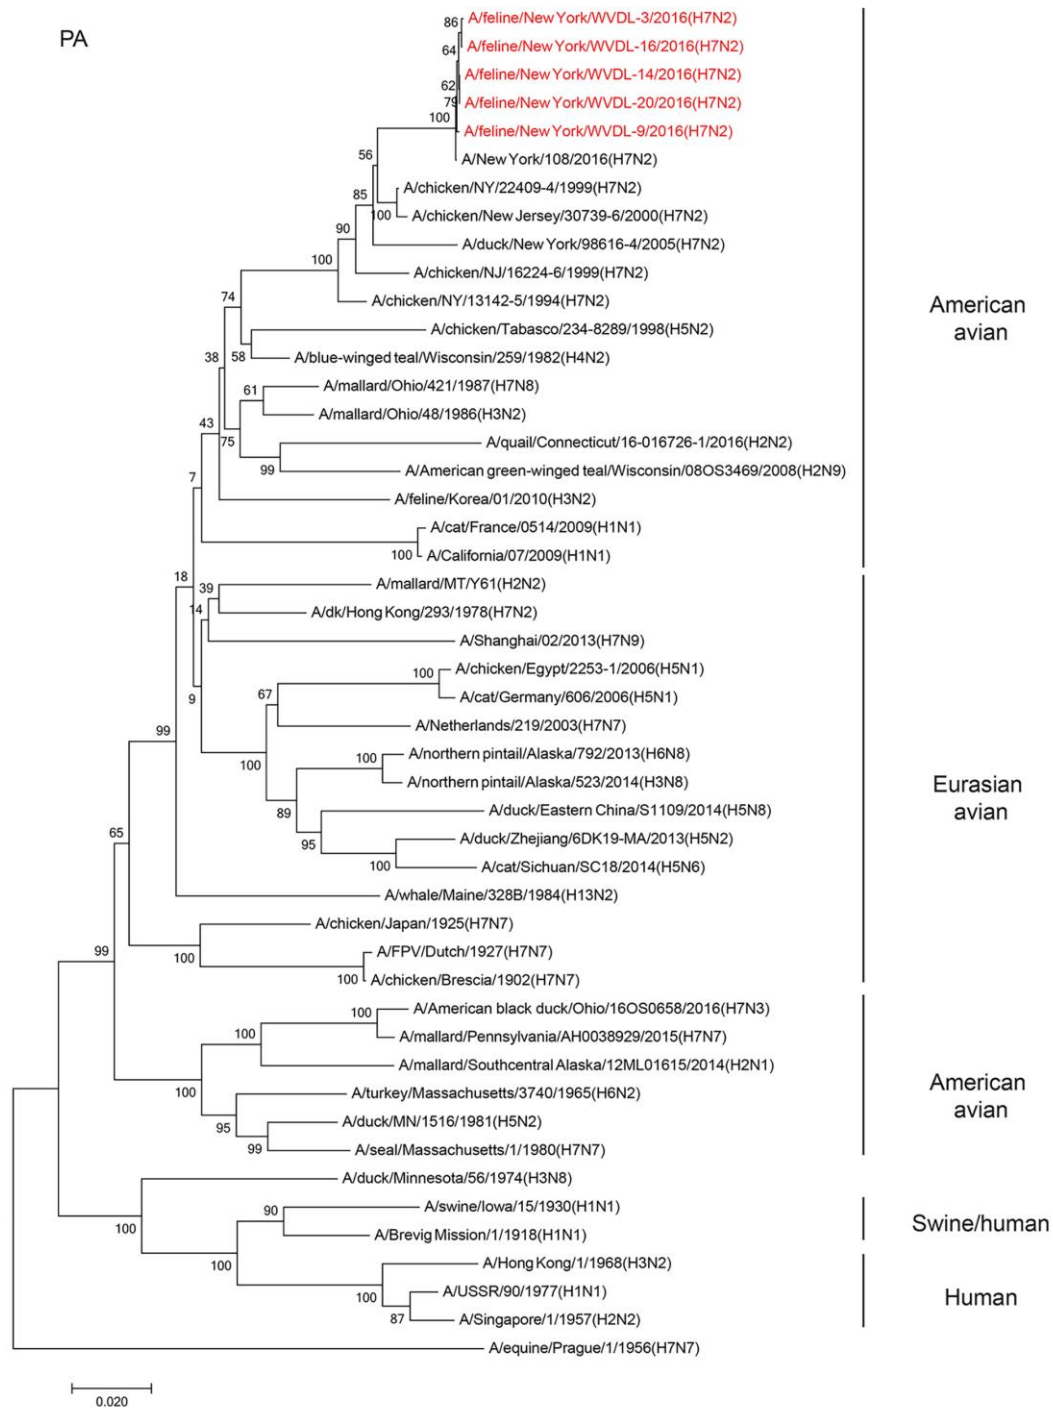 PA
86
A/feline/New York/WVDL-3/2016(H7N2)
A/feline/New York/WVDL-16/2016(H7N2)
64
A/feline/New York/WVDL-14/2016(H7N2)
62
79
A/feline/New York/WVDL-20/2016(H7N2)
100
A/feline/New York/WVDL-9/2016(H7N2)
56
A/New York/108/2016(H7N2)
A/chicken/NY/22409-4/1999(H7N2)
85
100
A/chicken/New Jersey/30739-6/2000(H7N2)
90
A/duck/New York/98616-4/2005(H7N2)
100
A/chicken/NJ/16224-6/1999(H7N2)
74
A/chicken/NY/13142-5/1994(H7N2)
American
avian
A/chicken/Tabasco/234-8289/1998(H5N2)
38
58
A/blue-winged teal/Wisconsin/259/1982(H4N2)
61
A/mallard/Ohio/421/1987(H7N8)
A/mallard/Ohio/48/1986(H3N2)
43
75
A/quail/Connecticut/16-016726-1/2016(H2N2)
99
A/American green-winged teal/Wisconsin/08OS3469/2008(H2N9)
7
A/feline/Korea/01/2010(H3N2)
A/cat/France/0514/2009(H1N1)
100
A/California/07/2009(H1N1)
18
39
A/mallard/MT/Y61(H2N2)
14
A/dk/Hong Kong/293/1978(H7N2)
A/Shanghai/02/2013(H7N9)
100
A/chicken/Egypt/2253-1/2006(H5N1)
67
9
A/cat/Germany/606/2006(H5N1)
99
A/Netherlands/219/2003(H7N7)
100
100
A/northern pintail/Alaska/792/2013(H6N8)
A/northern pintail/Alaska/523/2014(H3N8)
Eurasian
avian
89
A/duck/Eastern China/S1109/2014(H5N8)
65
95
A/duck/Zhejiang/6DK19-MA/2013(H5N2)
100
A/cat/Sichuan/SC18/2014(H5N6)
A/whale/Maine/328B/1984(H13N2)
A/chicken/Japan/1925(H7N7)
99
100
A/FPV/Dutch/1927(H7N7)
100
A/chicken/Brescia/1902(H7N7)
100
A/American black duck/Ohio/16OS0658/2016(H7N3)
100
A/mallard/Pennsylvania/AH0038929/2015(H7N7)
A/mallard/Southcentral Alaska/12ML01615/2014(H2N1)
American
avian
100
A/turkey/Massachusetts/3740/1965(H6N2)
95
A/duck/MN/1516/1981(H5N2)
99
A/seal/Massachusetts/1/1980(H7N7)
A/duck/Minnesota/56/1974(H3N8)
90
A/swine/Iowa/15/1930(H1N1)
100
Swine/human
A/Brevig Mission/1/1918(H1N1)
100
A/Hong Kong/1/1968(H3N2)
100
A/USSR/90/1977(H1N1)
Human
87
A/Singapore/1/1957(H2N2)
A/equine/Prague/1/1956(H7N7)
0.020